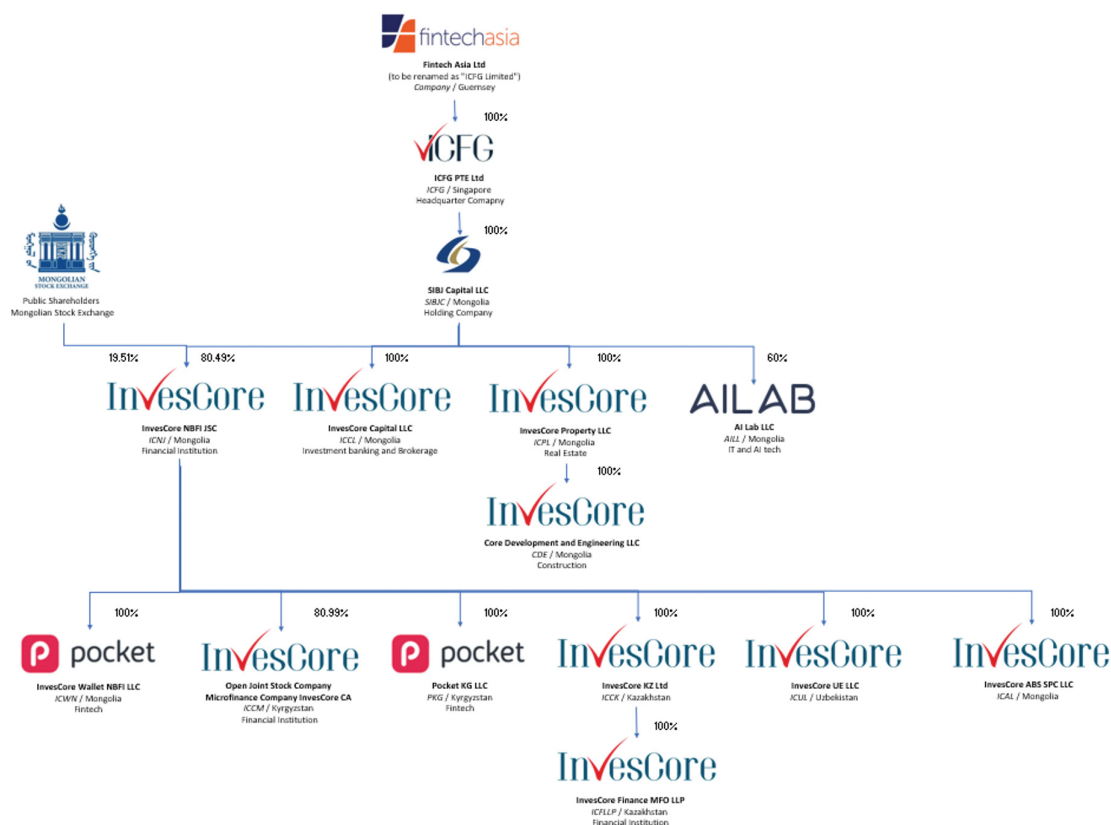 fintechasia
Fintech Asia Ltd
(to be renamed as "ICFG Limited")
Company / Guernsey
100%
ICFG
ICFG PTE Ltd
ICFG / Singapore
Headquarter Comapny
100%
MONGOLIAN
STOCK EXCHANGE
Public Shareholders
Mongolian Stock Exchange
SIBJ Capital LLC
SIBJC / Mongolia
Holding Company
19.51%
80.49%
100%
100%
60%
InvesCore
InvesCore NBFI JSC
ICNJ / Mongolia
Financial Institution
InvesCore
InvesCore Capital LLC
ICCL / Mongolia
Investment banking and Brokerage
InvesCore
InvesCore Property LLC
ICPL / Mongolia
Real Estate
AILAB
AI Lab LLC
AILL / Mongolia
IT and AI tech
100%
InvesCore
Core Development and Engineering LLC
CDE / Mongolia
Construction
100%
80.99%
100%
100%
100%
100%
pocket
InvesCore Wallet NBFI LLC
ICWN / Mongolia
Fintech
InvesCore
Open Joint Stock Company
Microfinance Company InvesCore CA
ICCM / Kyrgyzstan
Financial Institution
pocket
Pocket KG LLC
PKG / Kyrgyzstan
Fintech
InvesCore
InvesCore KZ Ltd
ICCK / Kazakhstan
InvesCore
InvesCore UE LLC
ICUL / Uzbekistan
InvesCore
InvesCore ABS SPC LLC
ICAL / Mongolia
100%
InvesCore
InvesCore Finance MFO LLP
ICFLLP / Kazakhstan
Financial Institution